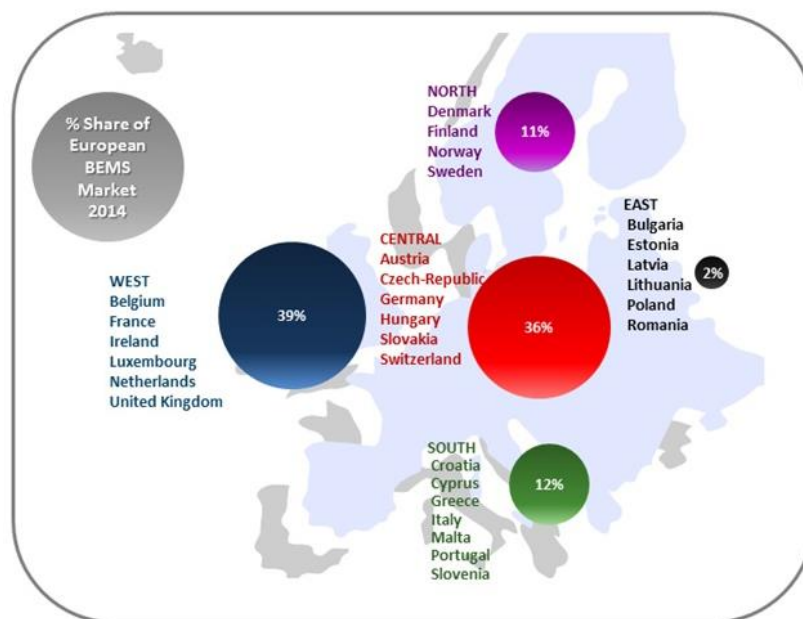 % Share of
European
BEMS
Market
2014
NORTH
Denmark
Finland
Norway
Sweden
11%
EAST
Bulgaria
Estonia
Latvia
Lithuania
Poland
Romania
2%
CENTRAL
Austria
Czech-Republic
Germany
Hungary
Slovakia
Switzerland
36%
WEST
Belgium
France
Ireland
Luxembourg
Netherlands
United Kingdom
39%
SOUTH
Croatia
Cyprus
Greece
Italy
Malta
Portugal
Slovenia
12%